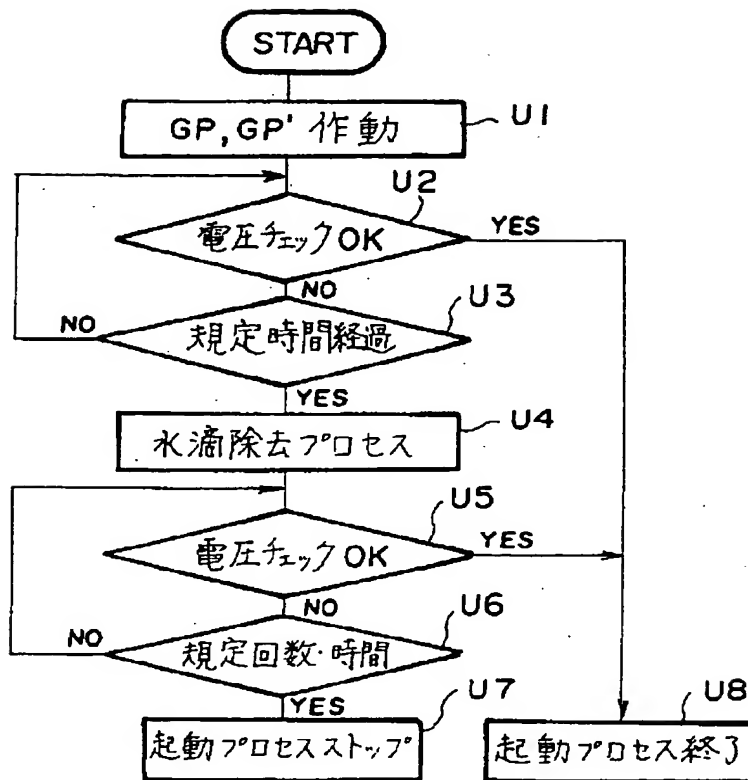 START
GP, GP' 作動
U1
U2
電圧チェックOK
YES
NO
U3
NO
規定時間経過
YES
U4
水滴除去プロセス
U5
電圧チェックOK
YES
NO
U6
NO
規定回数・時間
YES
U7
起動プロセスストップ
U8
起動プロセス終了